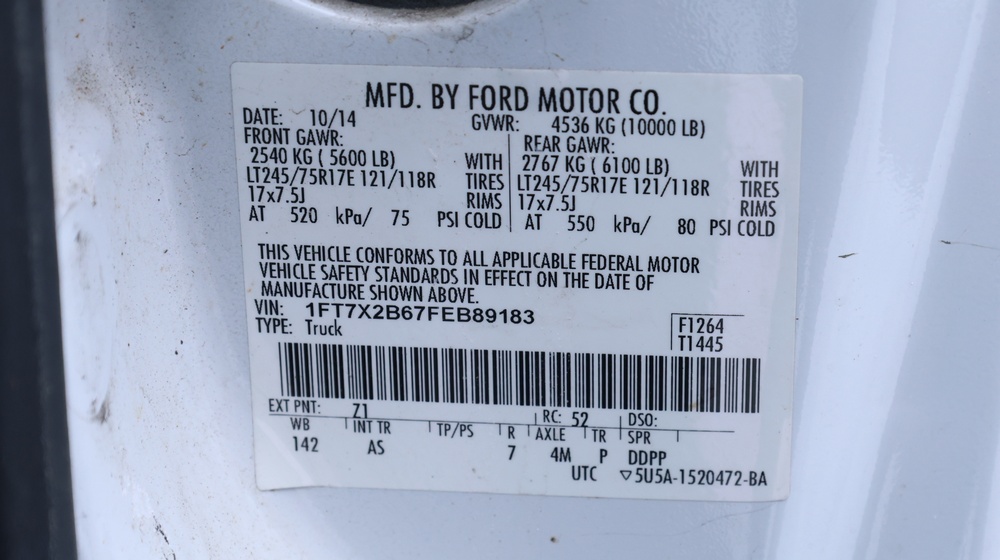 MFD. BY FORD MOTOR CO.
DATE: 10/14 GVWR: 4536 KG (10000 LB)
FRONT GAWR: REAR GAWR:
2540 KG ( 5600 LB) WITH 2767 KG ( 6100 LB) WITH
LT245/75R17E 121/118R TIRES LT245/75R17E 121/118R TIRES
17x7.5J RIMS 17x7.5J RIMS
AT 520 kPa/ 75 PSI COLD AT 550 kPa/ 80 PSI COLD
THIS VEHICLE CONFORMS TO ALL APPLICABLE FEDERAL MOTOR
VEHICLE SAFETY STANDARDS IN EFFECT ON THE DATE OF
MANUFACTURE SHOWN ABOVE.
VIN: 1FT7X2B67FEB89183
TYPE: Truck F1264
T1445
EXT PNT: Z1 RC: 52 DSO:
WB INT TR TP/PS R AXLE TR SPR
142 AS 7 4M P DDPP
UTC ▽5U5A-1520472-BA